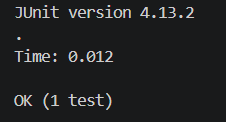 JUnit version 4.13.2
.
Time: 0.012
OK (1 test)